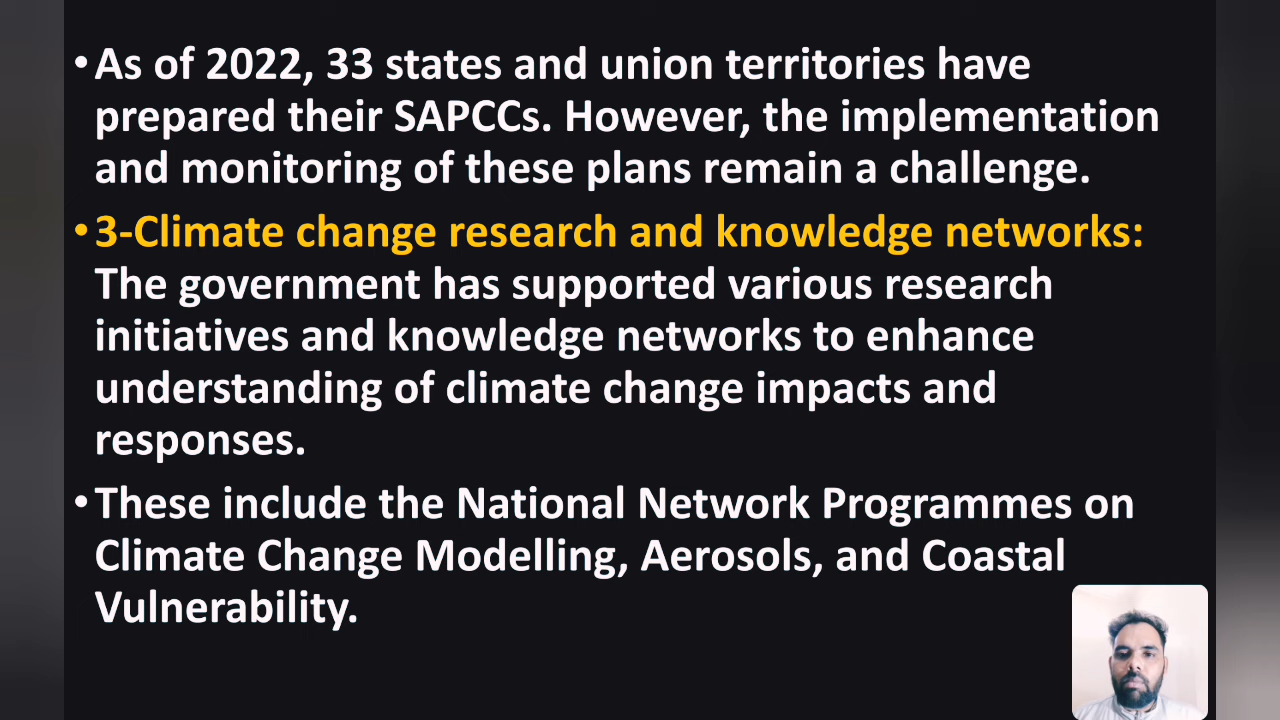 •As of 2022, 33 states and union territories have
prepared their SAPCCs. However, the implementation
and monitoring of these plans remain a challenge.
•3-Climate change research and knowledge networks:
The government has supported various research
initiatives and knowledge networks to enhance
understanding of climate change impacts and
responses.
•These include the National Network Programmes on
Climate Change Modelling, Aerosols, and Coastal
Vulnerability.